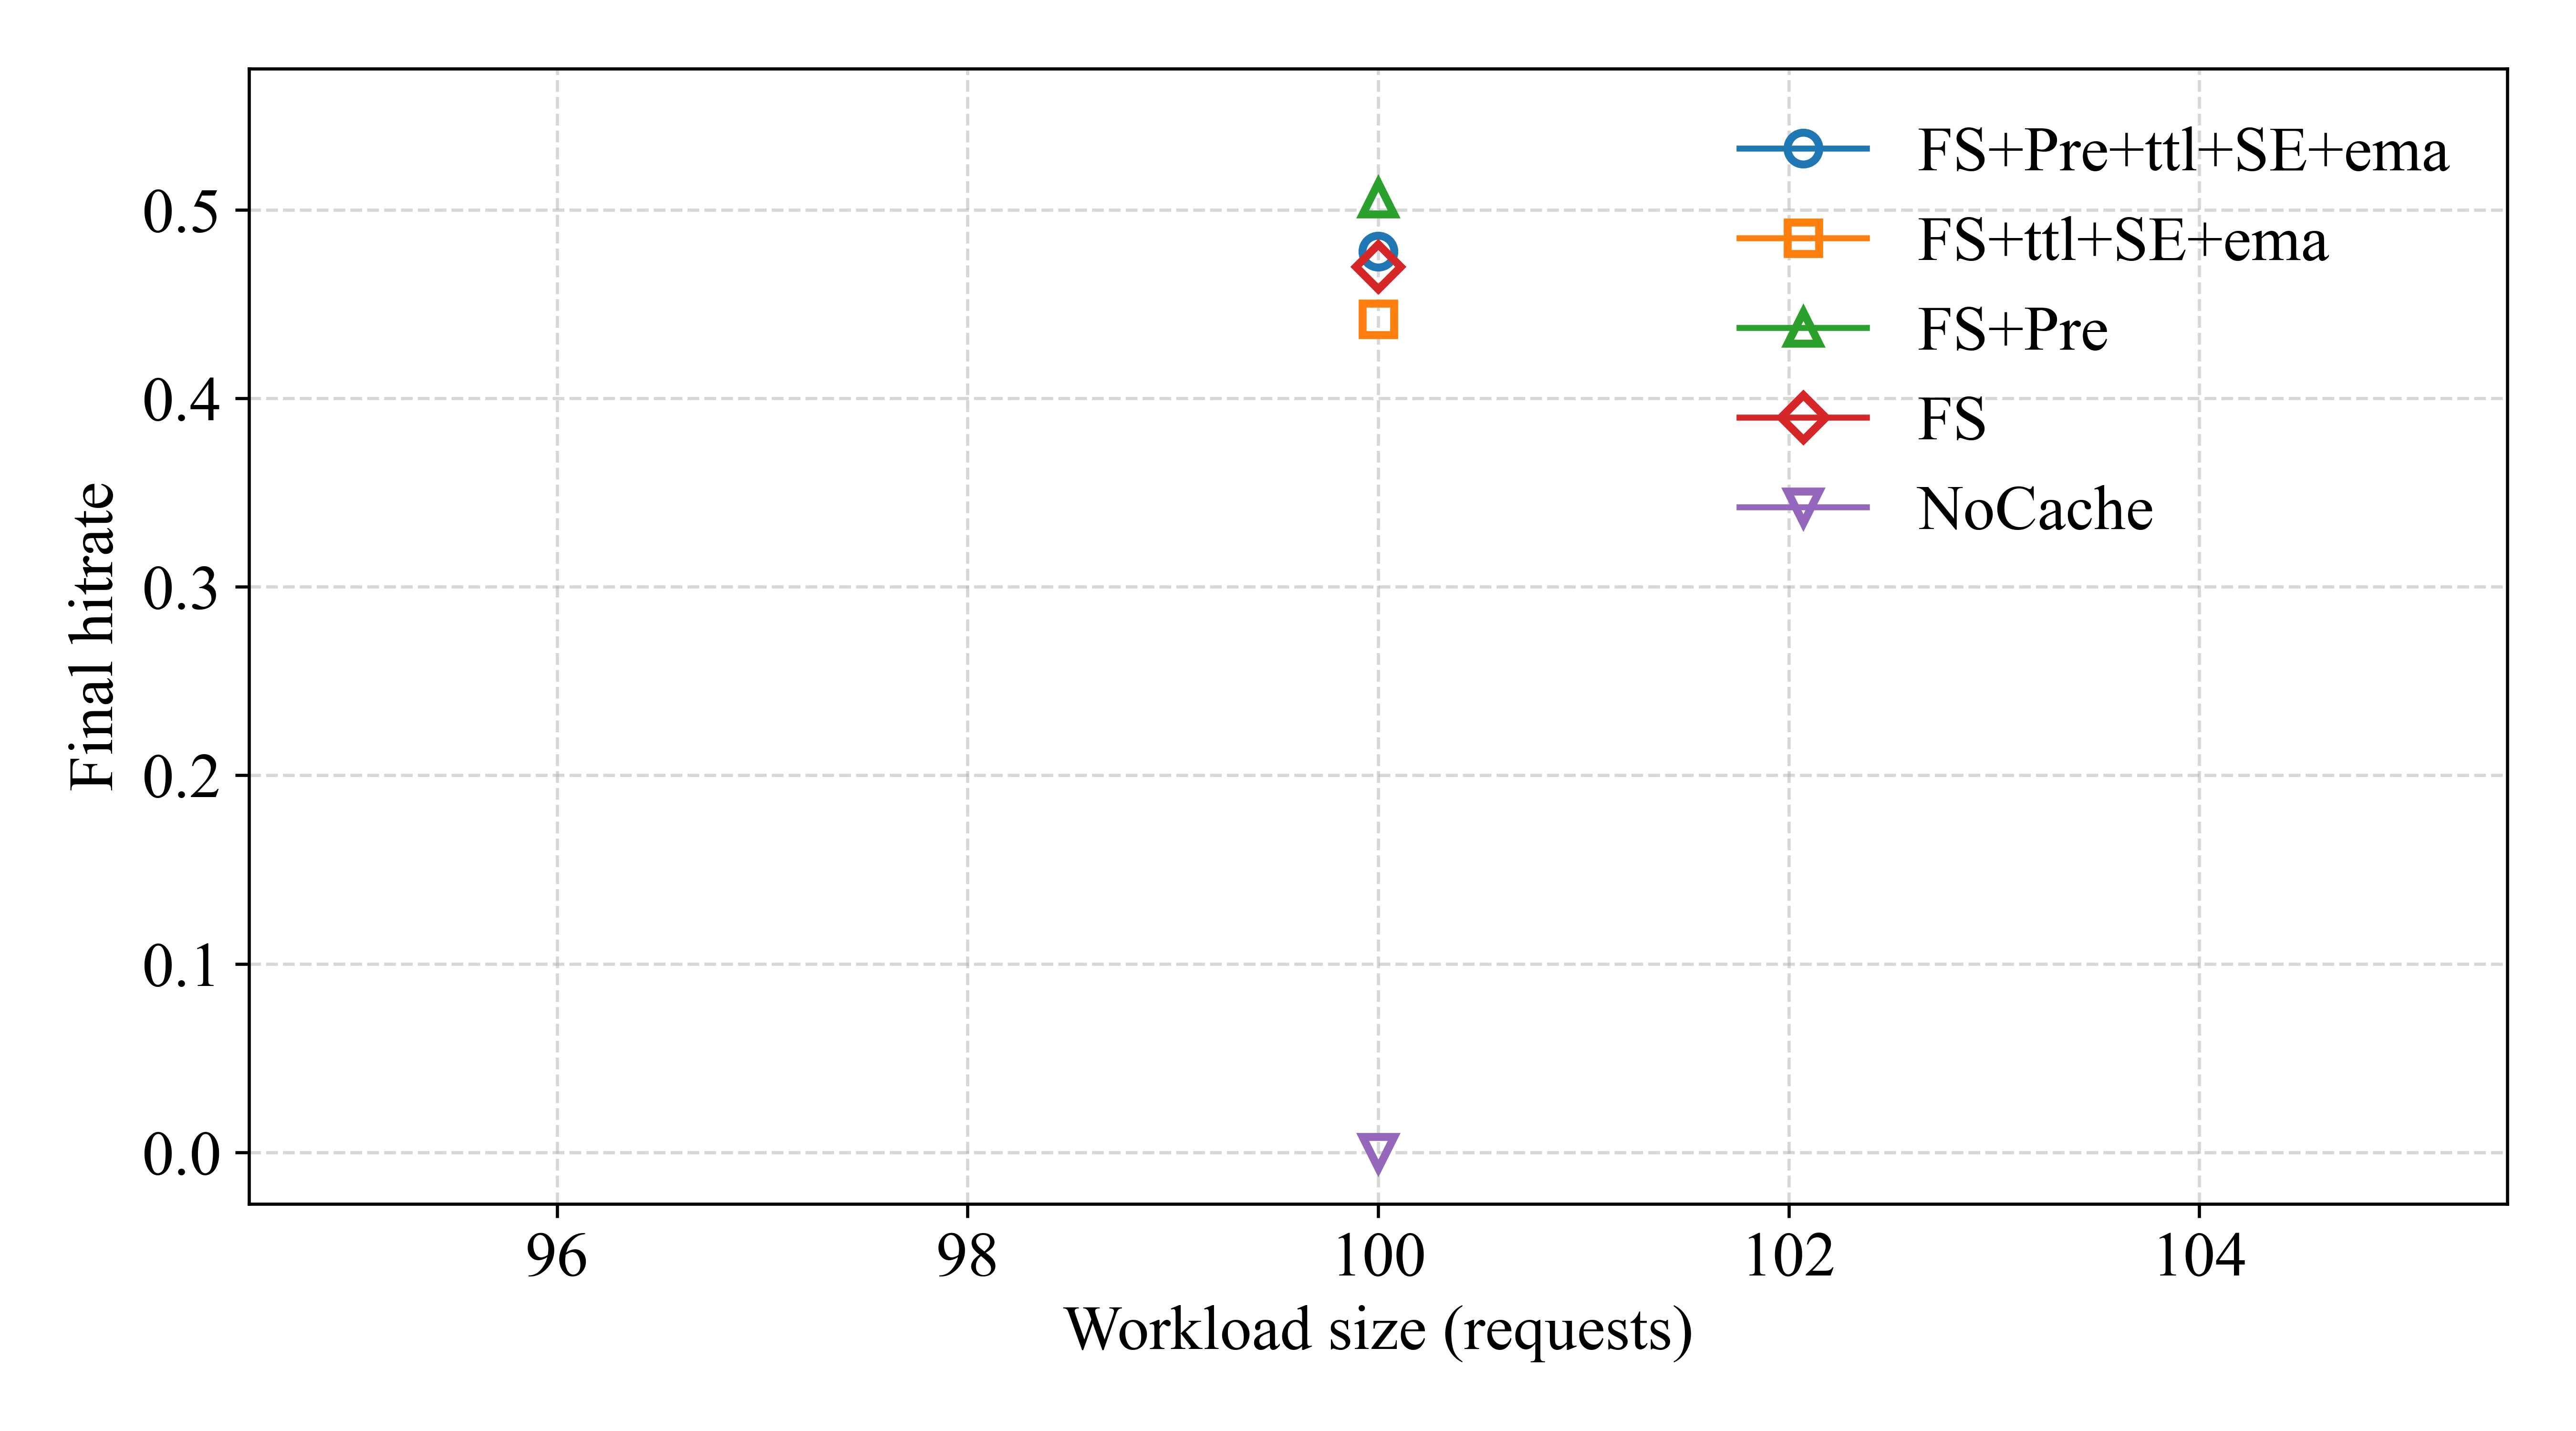 FS+Pre+ttl+SE+ema
FS+ttl+SE+ema
FS+Pre
FS
NoCache
Final hitrate
0.5
0.4
0.3
0.2
0.1
0.0
96 98 100 102 104
Workload size (requests)